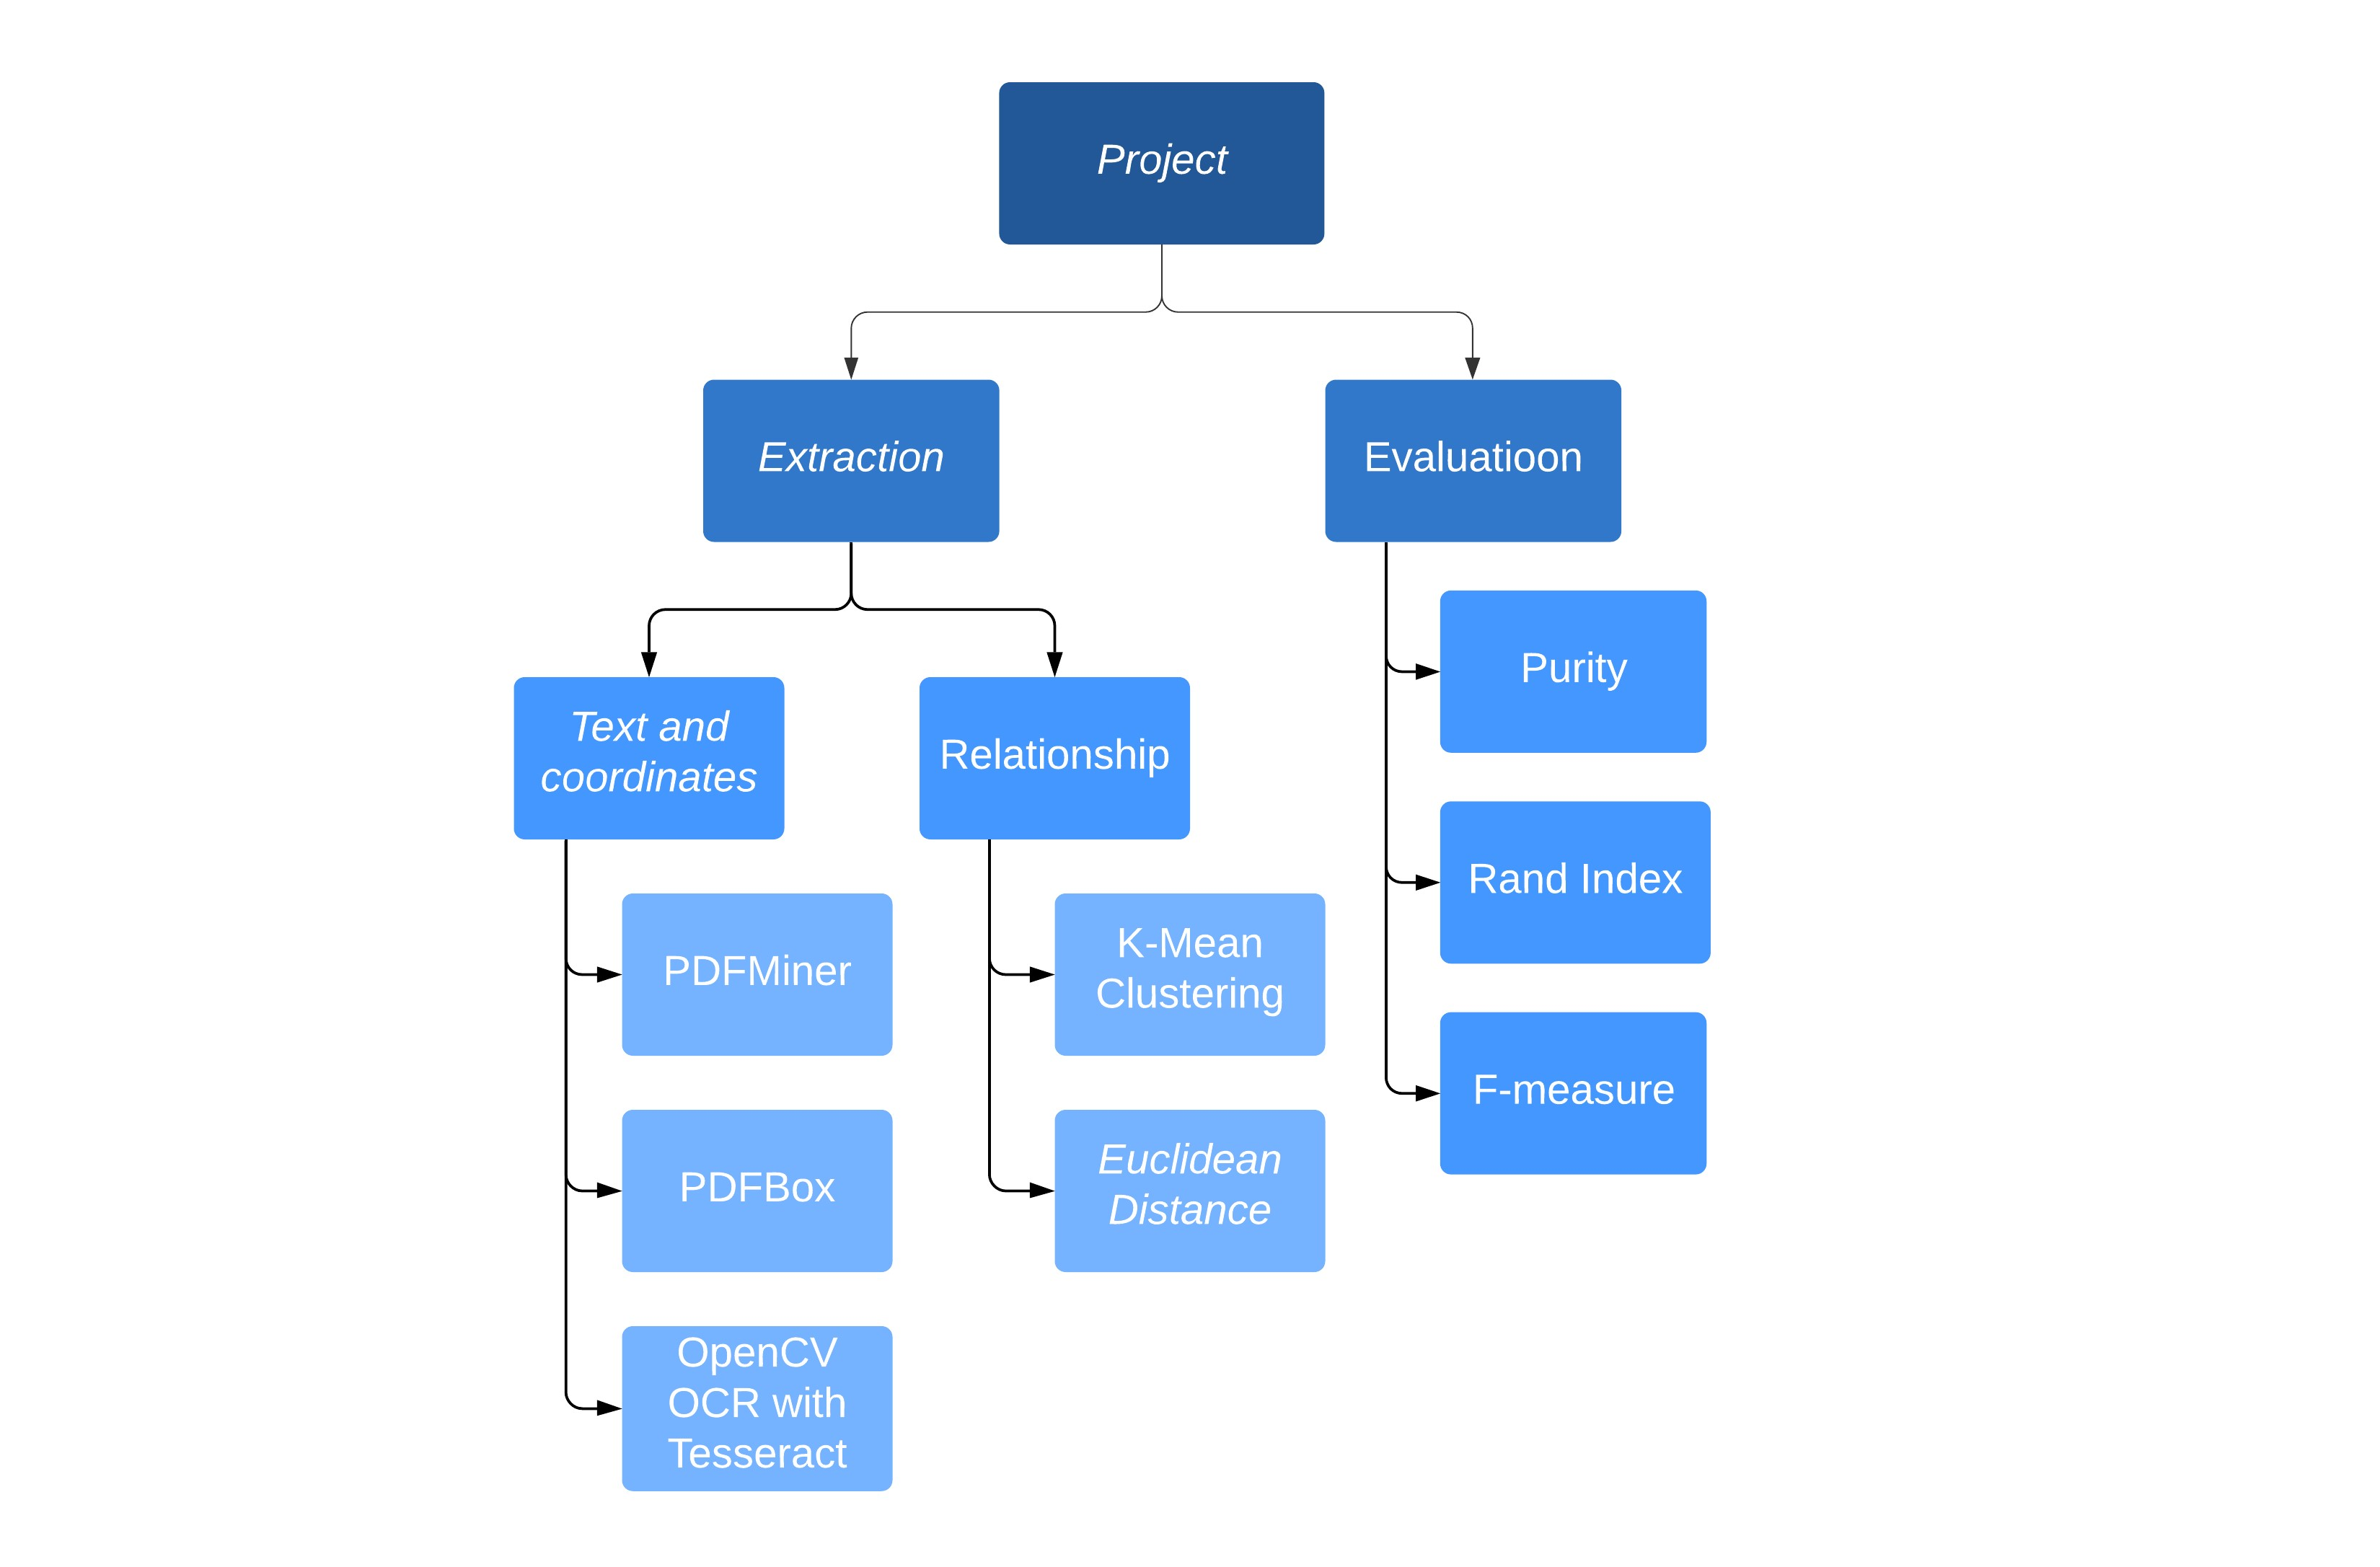 Project
Extraction
Evaluatioon
Text and
coordinates
Relationship
Purity
Rand Index
F-measure
PDFMiner
PDFBox
OpenCV
OCR with
Tesseract
K-Mean
Clustering
Euclidean
Distance